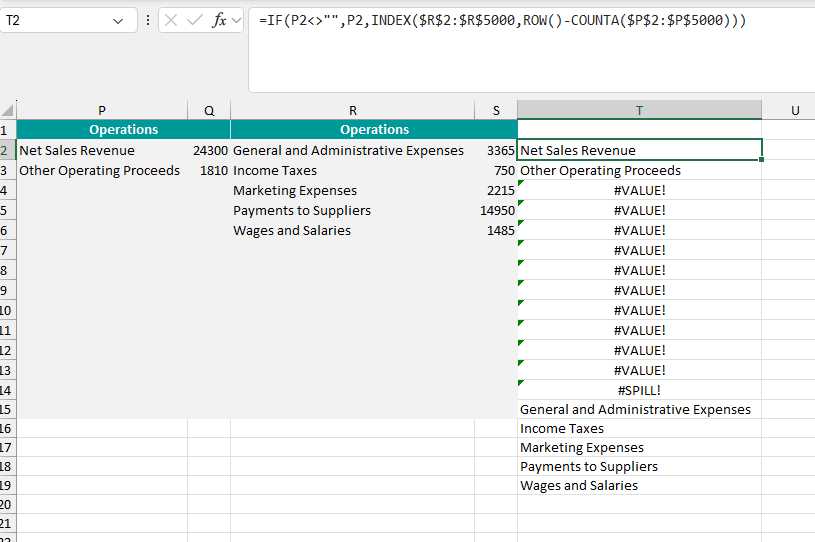 T2 fx =IF(P2<>"",P2,INDEX($R$2:$R$5000,ROW()-COUNTA($P$2:$P$5000)))
P Q R S T U
1 Operations Operations
2 Net Sales Revenue 24300 General and Administrative Expenses 3365 Net Sales Revenue
3 Other Operating Proceeds 1810 Income Taxes 750 Other Operating Proceeds
4 Marketing Expenses 2215 #VALUE!
5 Payments to Suppliers 14950 #VALUE!
6 Wages and Salaries 1485 #VALUE!
7 #VALUE!
8 #VALUE!
9 #VALUE!
10 #VALUE!
11 #VALUE!
12 #VALUE!
13 #VALUE!
14 #SPILL!
15 General and Administrative Expenses
16 Income Taxes
17 Marketing Expenses
18 Payments to Suppliers
19 Wages and Salaries
20
21